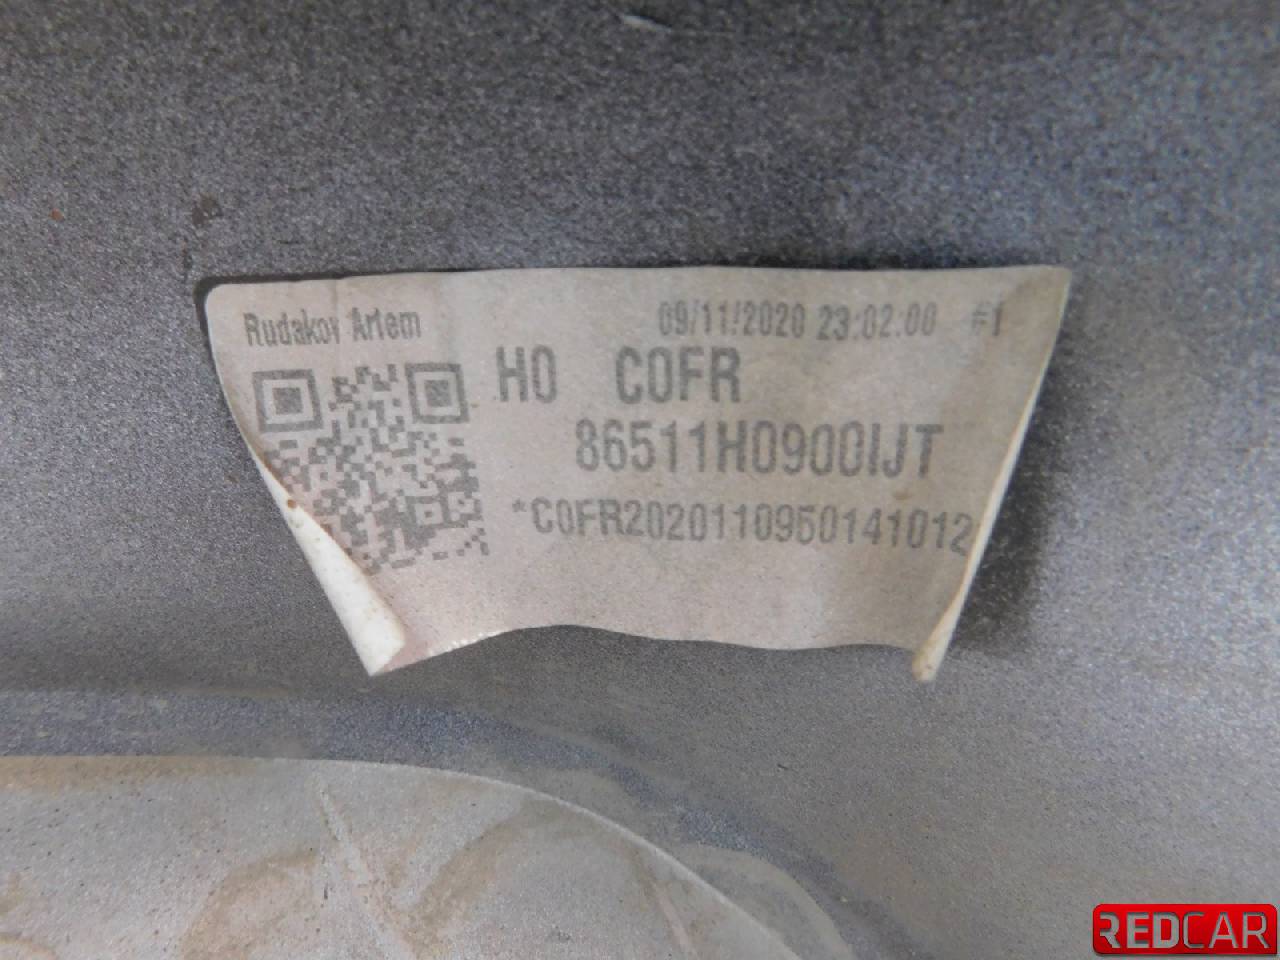 Rudakov Artem
09/11/2020 23:02:00 #1
H0 C0FR
86511H0900IJT
*C0FR2020110950141012
REDCAR